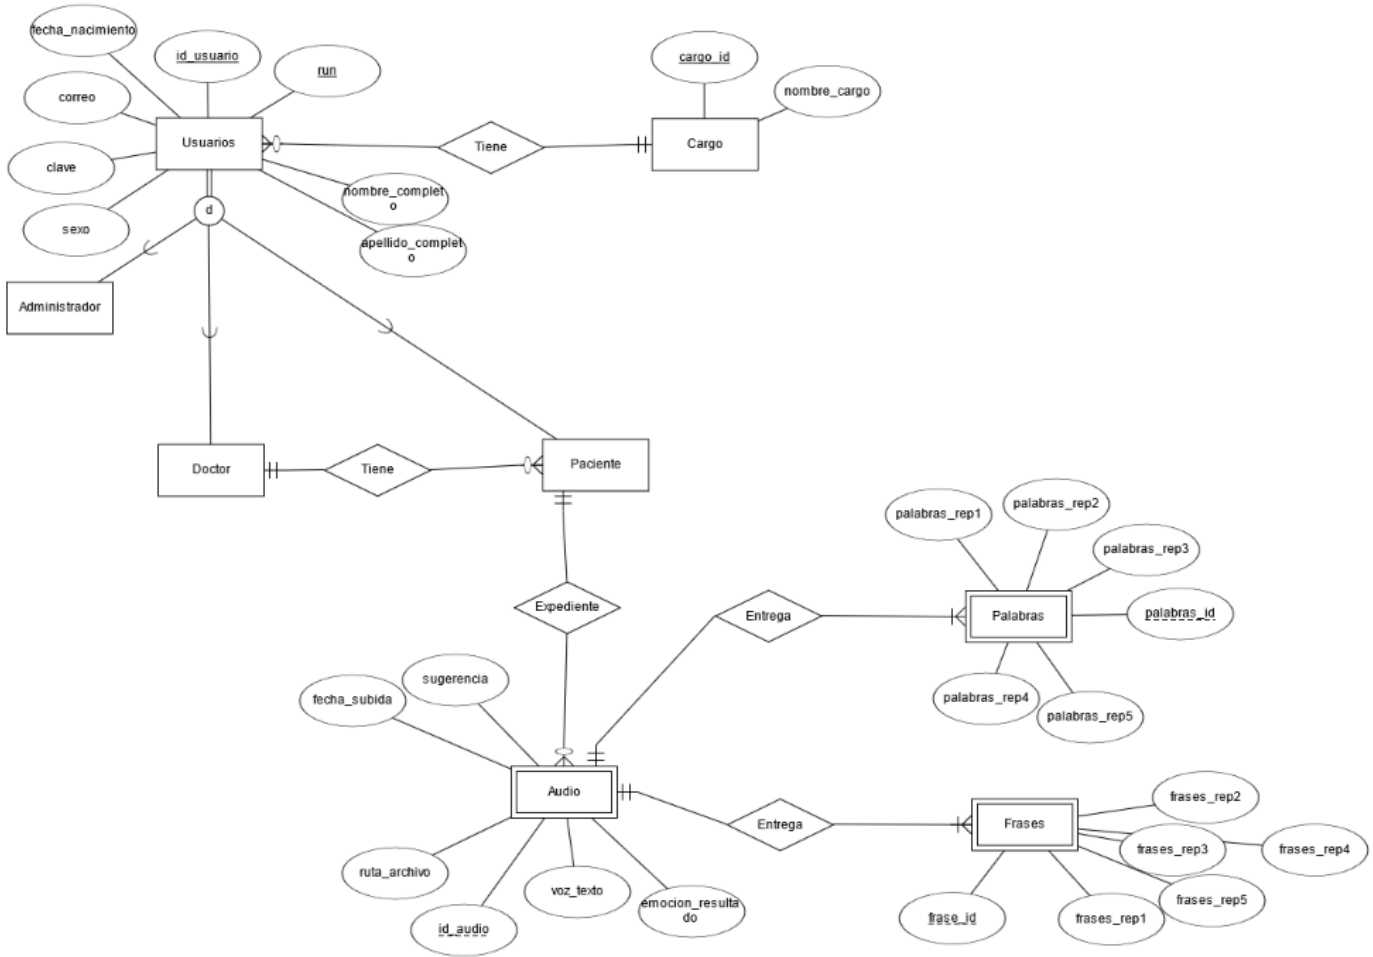 fecha_nacimiento
id_usuario
run
cargo_id
nombre_cargo
correo
Usuarios
Tiene
Cargo
clave
nombre_complet
o
d
sexo
apellido_complet
o
Administrador
Doctor
Tiene
Paciente
palabras_rep1
palabras_rep2
palabras_rep3
Expediente
Entrega
Palabras
palabras_id
sugerencia
fecha_subida
palabras_rep4
palabras_rep5
Audio
Entrega
Frases
frases_rep2
frases_rep3
frases_rep4
ruta_archivo
voz_texto
emocion_resulta
do
id_audio
frase_id
frases_rep1
frases_rep5